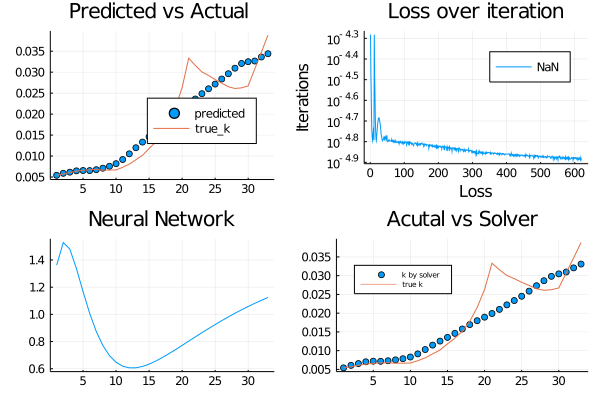 Predicted vs Actual
0.035
0.030
0.025
0.020
0.015
0.010
0.005
predicted
true_k
5 10 15 20 25 30
Loss over iteration
Iterations
10^-4.3
10^-4.4
10^-4.5
10^-4.6
10^-4.7
10^-4.8
10^-4.9
NaN
0 100 200 300 400 500 600
Loss
Neural Network
1.4
1.2
1.0
0.8
0.6
5 10 15 20 25 30
Acutal vs Solver
0.035
0.030
0.025
0.020
0.015
0.010
0.005
k by solver
true k
5 10 15 20 25 30